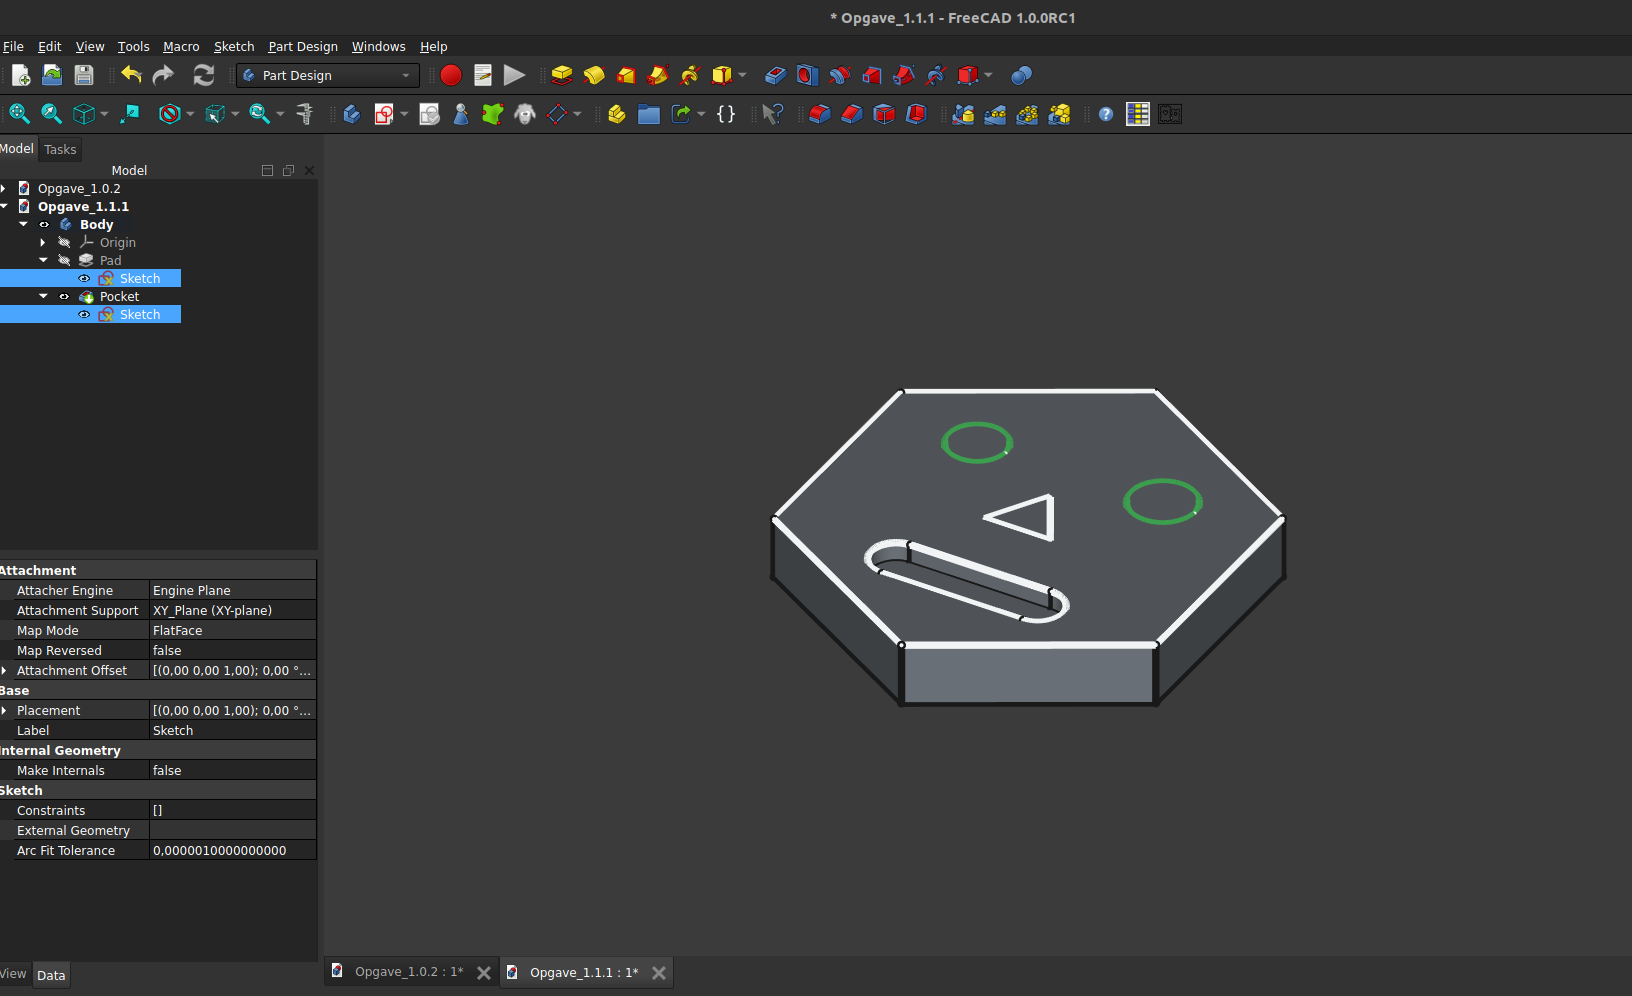 * Opgave_1.1.1 - FreeCAD 1.0.0RC1
File Edit View Tools Macro Sketch Part Design Windows Help
Part Design
Model Tasks
Model
Opgave_1.0.2
Opgave_1.1.1
Body
Origin
Pad
Sketch
Pocket
Sketch
Attachment
Attacher Engine Engine Plane
Attachment Support XY_Plane (XY-plane)
Map Mode FlatFace
Map Reversed false
Attachment Offset [(0,00 0,00 1,00); 0,00 °...
Base
Placement [(0,00 0,00 1,00); 0,00 °...
Label Sketch
Internal Geometry
Make Internals false
Sketch
Constraints []
External Geometry
Arc Fit Tolerance 0,0000010000000000
View Data
Opgave_1.0.2 : 1* Opgave_1.1.1 : 1*